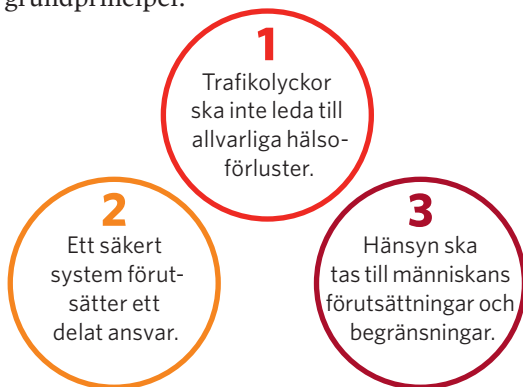 grundprinciper.
1
Trafikolyckor
ska inte leda till
allvarliga hälso-
förluster.
2
Ett säkert
system förut-
sätter ett
delat ansvar.
3
Hänsyn ska
tas till människans
förutsättningar och
begränsningar.